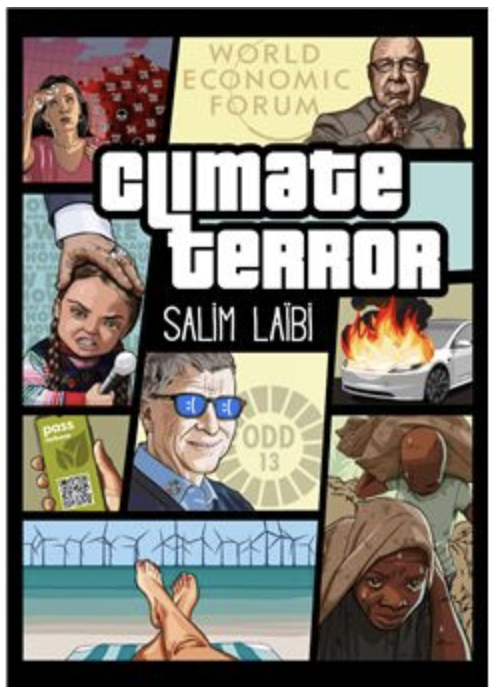 WORLD
ECONOMIC
FORUM
CLIMATE
TERROR
SALIM LAÏBI
:( :(
ODD
13
pass